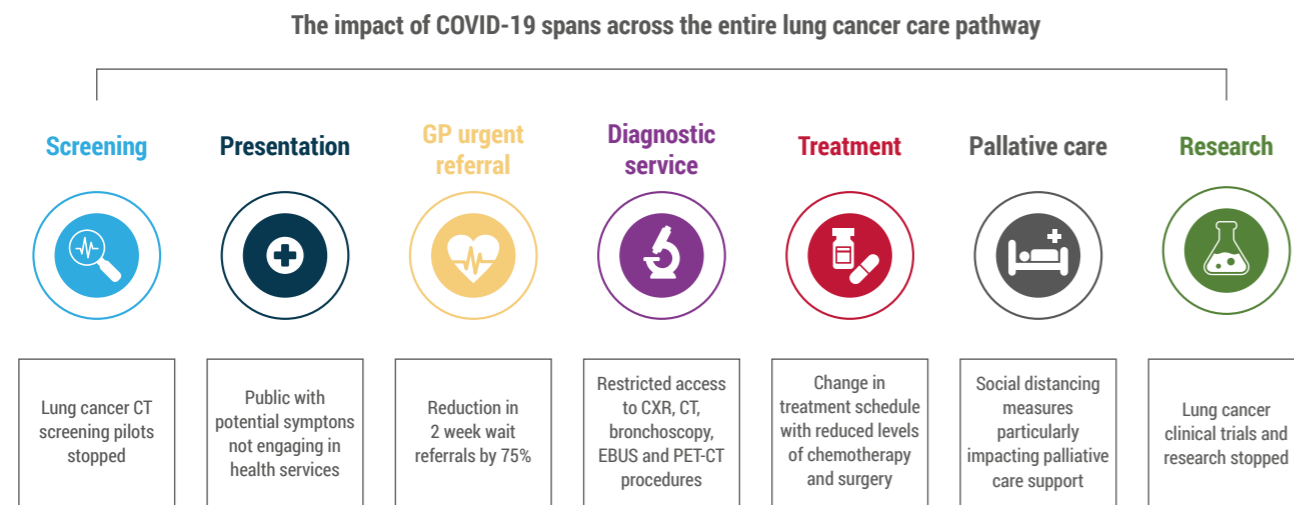 The impact of COVID-19 spans across the entire lung cancer care pathway
Screening
Presentation
GP urgent
referral
Diagnostic
service
Treatment
Pallative care
Research
Lung cancer CT
screening pilots
stopped
Public with
potential symptons
not engaging in
health services
Reduction in
2 week wait
referrals by 75%
Restricted access
to CXR, CT,
bronchoscopy,
EBUS and PET-CT
procedures
Change in
treatment schedule
with reduced levels
of chemotherapy
and surgery
Social distancing
measures
particularly
impacting palliative
care support
Lung cancer
clinical trials and
research stopped